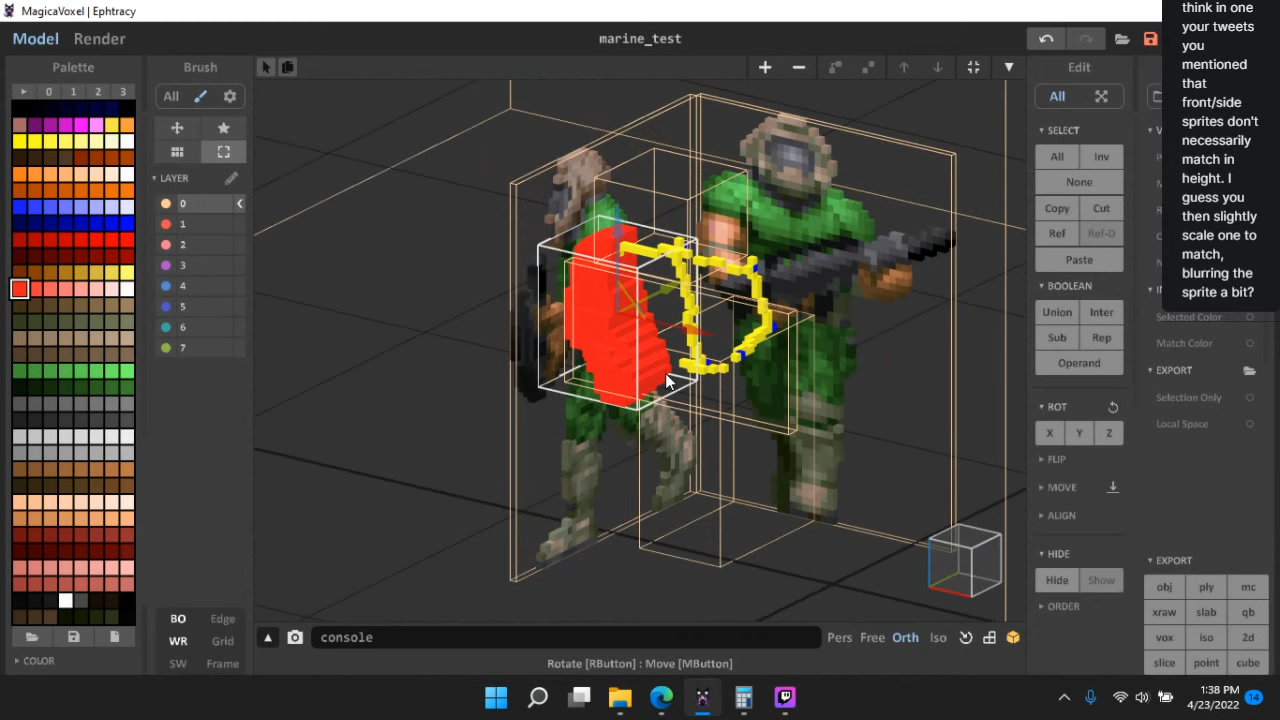 MagicaVoxel | Ephtracy
Model Render
marine_test
Palette
0 1 2 3
COLOR
Brush
All
LAYER
0
1
2
3
4
5
6
7
BO Edge
WR Grid
SW Frame
console
Pers Free Orth Iso
Rotate [RButton] : Move [MButton]
Edit
All
SELECT
All Inv
None
Copy Cut
Ref Ref-D
Paste
BOOLEAN
Union Inter
Sub Rep
Operand
ROT
X Y Z
FLIP
MOVE
ALIGN
HIDE
Hide Show
ORDER
think in one
your tweets
you
mentioned
that
front/side
sprites don't
necessarily
match in
height. I
guess you
then slightly
scale one to
match,
blurring the
sprite a bit?
Selected Color
Match Color
EXPORT
Selection Only
Local Space
EXPORT
obj ply mc
xraw slab qb
vox iso 2d
slice point cube
1:38 PM
4/23/2022
14